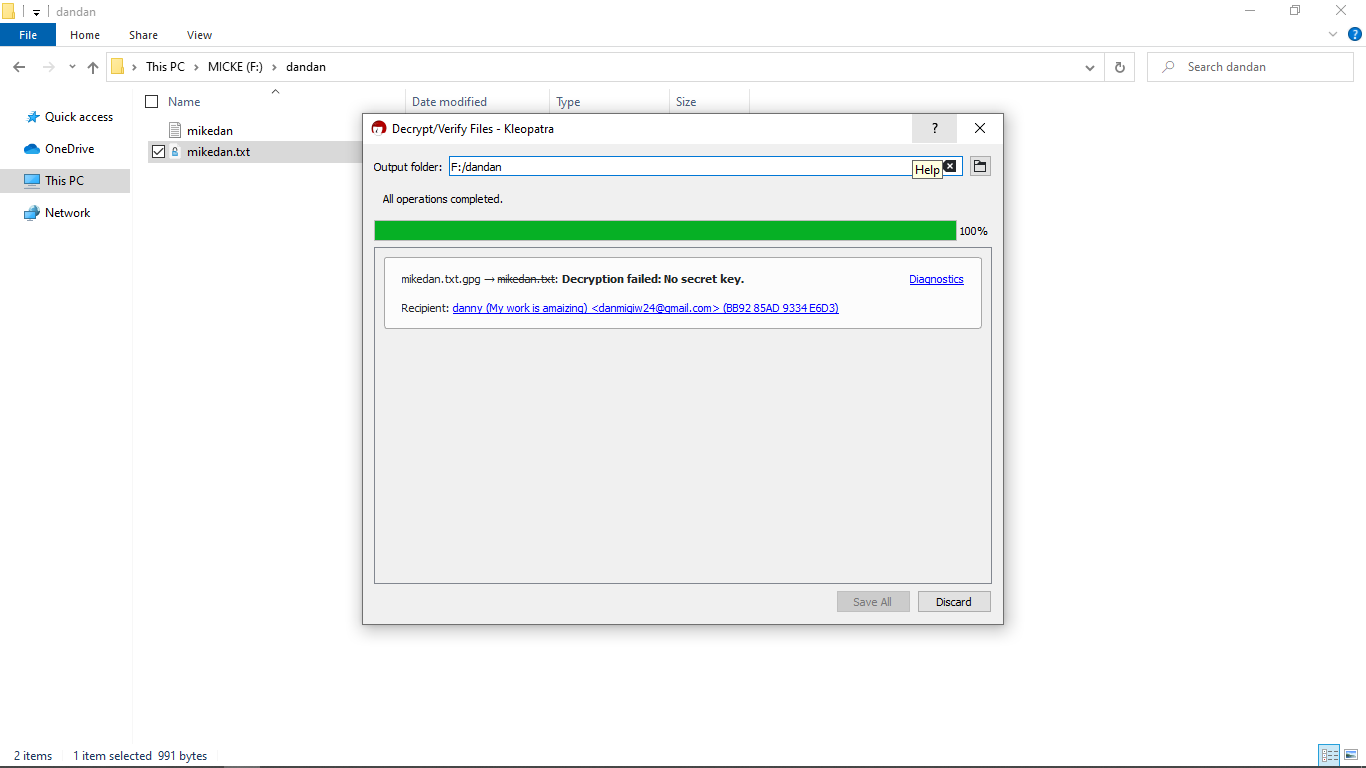 dandan
File Home Share View
This PC MICKE (F:) dandan
Search dandan
Name Date modified Type Size
Quick access
OneDrive
This PC
Network
mikedan
mikedan.txt
Decrypt/Verify Files - Kleopatra ?
Output folder: F:/dandan
Help
All operations completed.
100%
mikedan.txt.gpg → mikedan.txt: Decryption failed: No secret key. Diagnostics
Recipient: danny (My work is amaizing) <danmigiw24@gmail.com> (BB92 85AD 9334 E6D3)
Save All Discard
2 items 1 item selected 991 bytes